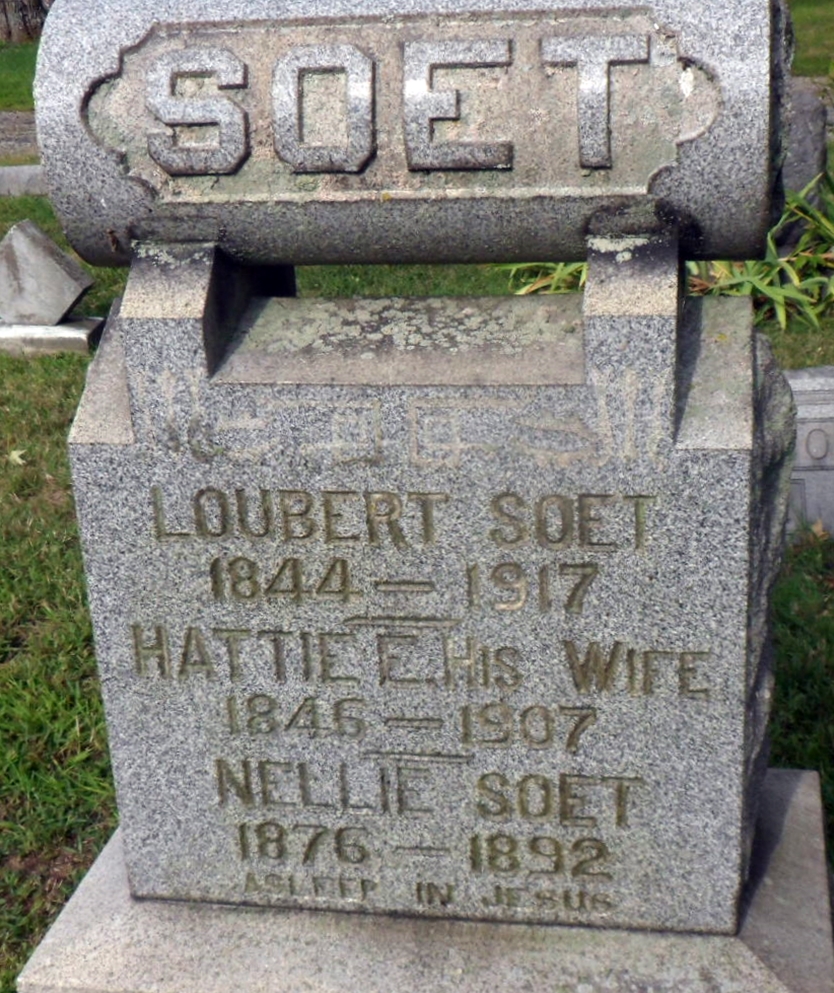 SOET
LOUBERT SOET
1844 — 1917
HATTIE E. HIS WIFE
1846 — 1907
NELLIE SOET
1876 — 1892
ASLEEP IN JESUS